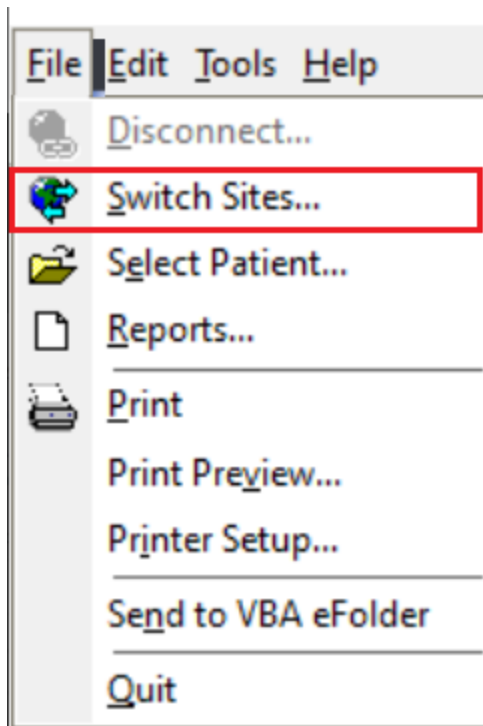 File Edit Tools Help
Disconnect...
Switch Sites...
Select Patient...
Reports...
Print
Print Preview...
Printer Setup...
Send to VBA eFolder
Quit